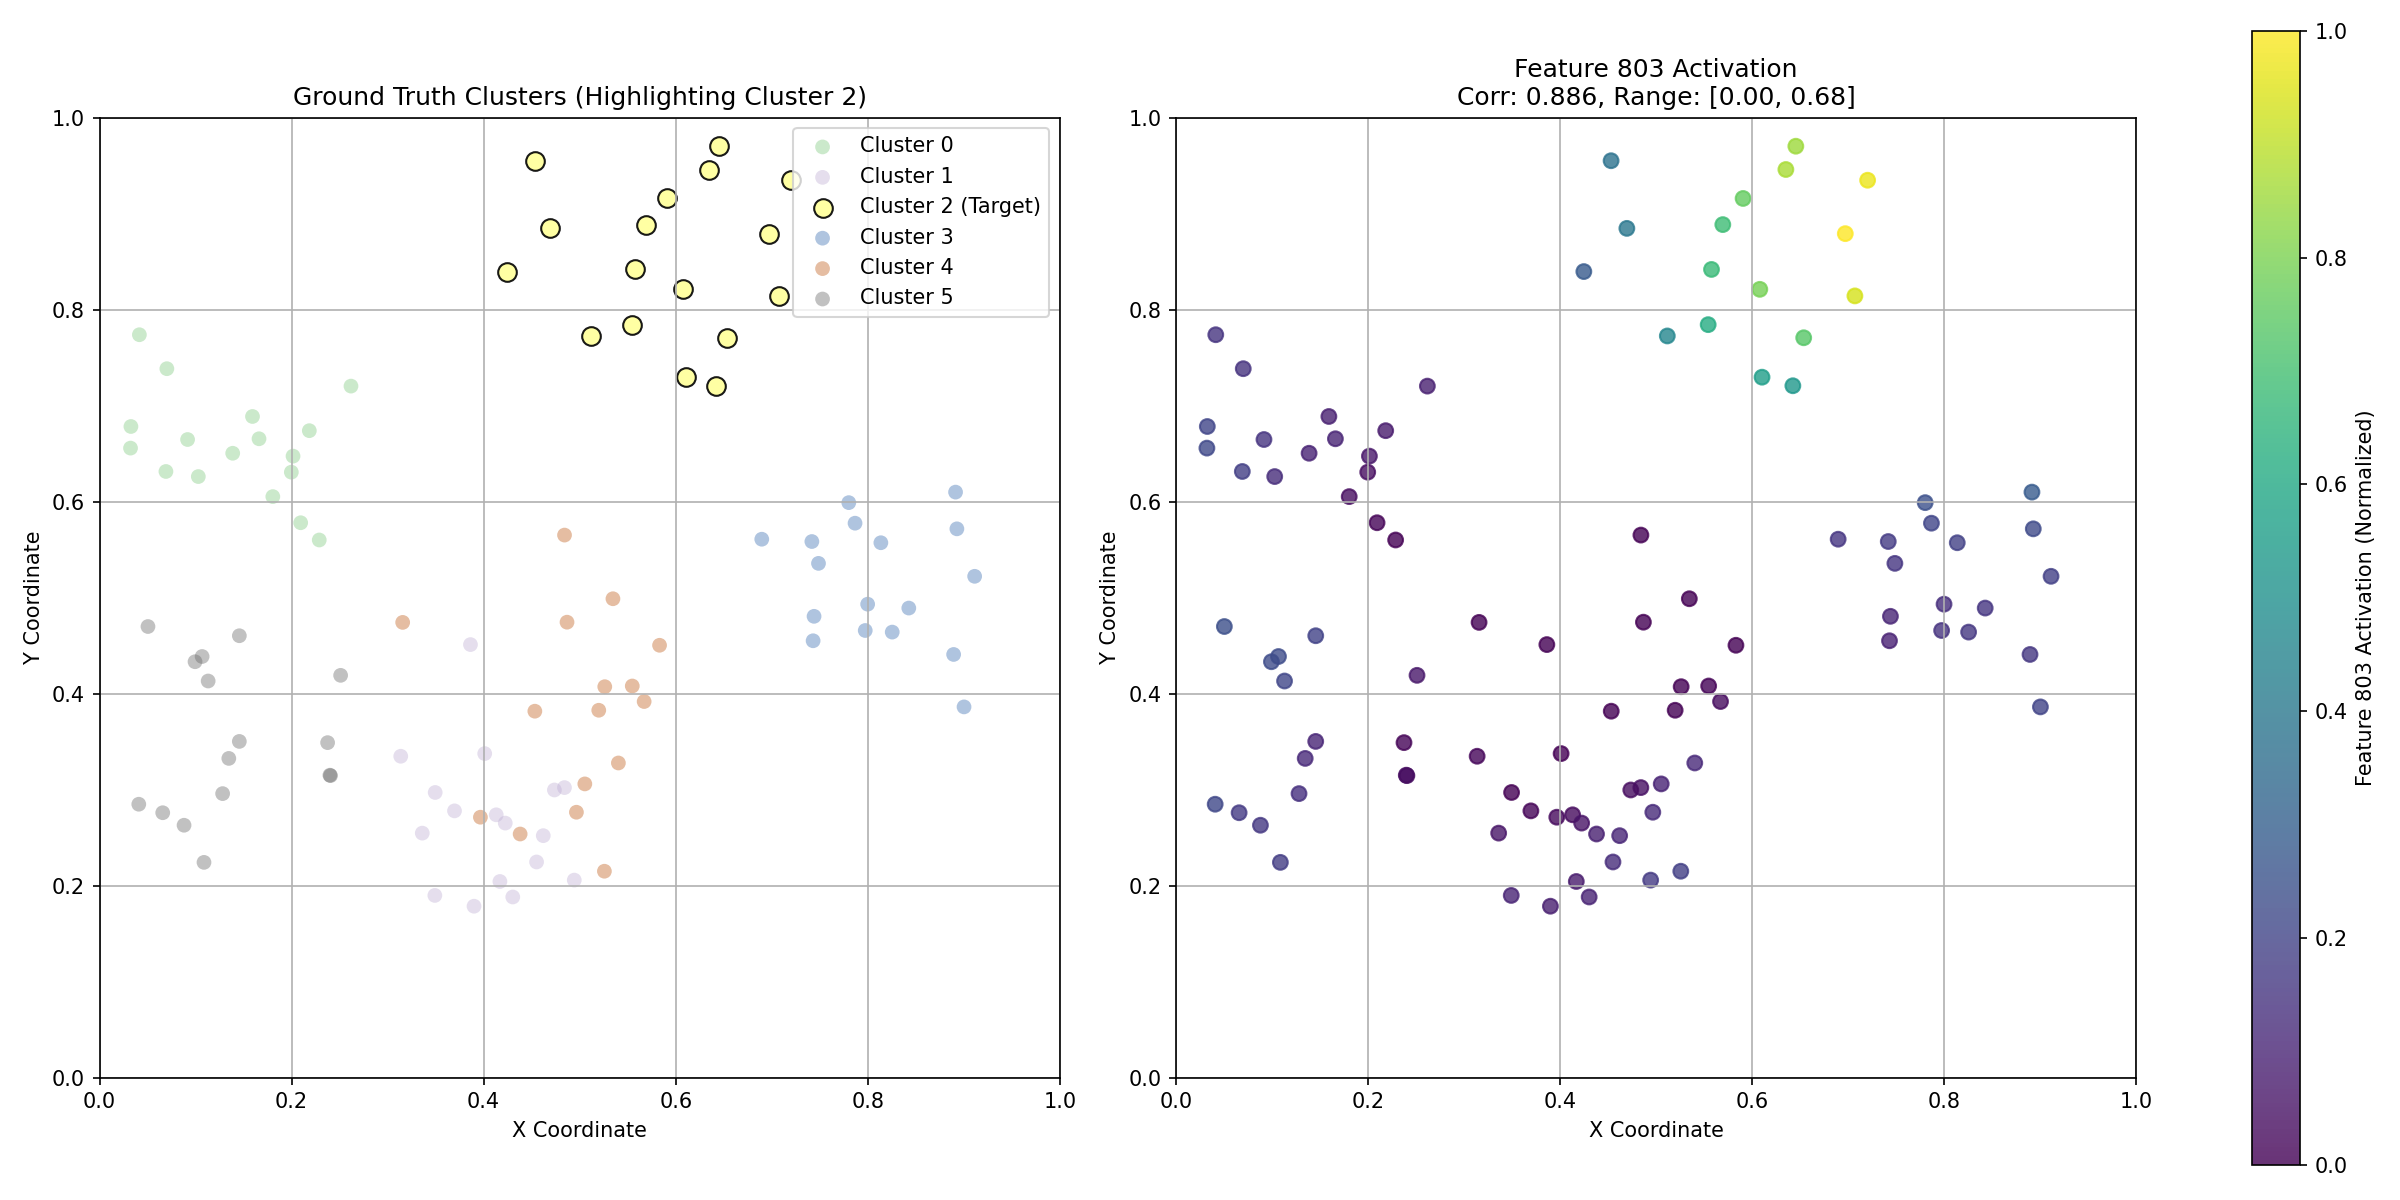 Ground Truth Clusters (Highlighting Cluster 2)
1.0
0.8
0.6
0.4
0.2
0.0
0.0 0.2 0.4 0.6 0.8 1.0
X Coordinate
Y Coordinate
Cluster 0
Cluster 1
Cluster 2 (Target)
Cluster 3
Cluster 4
Cluster 5
Feature 803 Activation
Corr: 0.886, Range: [0.00, 0.68]
1.0
0.8
0.6
0.4
0.2
0.0
0.0 0.2 0.4 0.6 0.8 1.0
X Coordinate
Y Coordinate
1.0
0.8
0.6
0.4
0.2
0.0
Feature 803 Activation (Normalized)